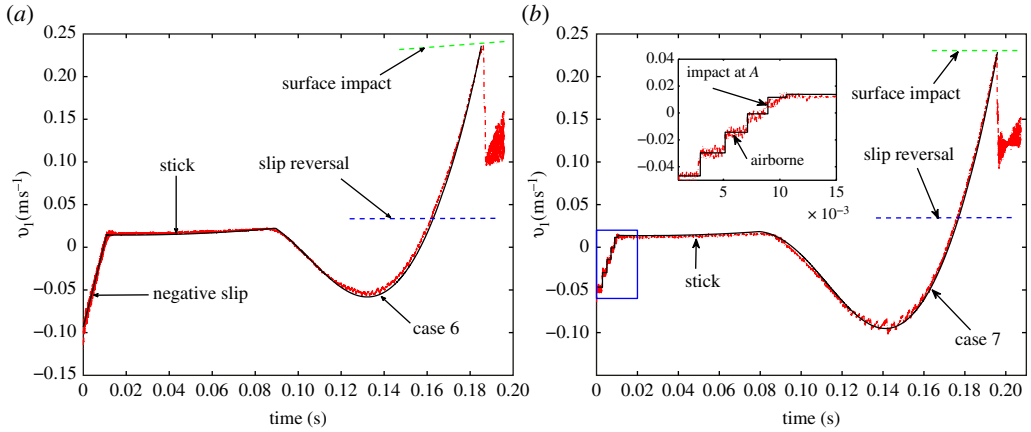 (a)
0.25
0.20
0.15
0.10
0.05
0
−0.05
−0.10
−0.15
υ1(ms−1)
surface impact
stick
slip reversal
negative slip
case 6
0 0.02 0.04 0.06 0.08 0.10 0.12 0.14 0.16 0.18 0.20
time (s)
(b)
0.25
0.20
0.15
0.10
0.05
0
−0.05
−0.10
−0.15
υ1(ms−1)
0.04
0.02
0
−0.02
−0.04
impact at A
airborne
5 10 15
× 10−3
surface impact
slip reversal
stick
case 7
0 0.02 0.04 0.06 0.08 0.10 0.12 0.14 0.16 0.18 0.20
time (s)